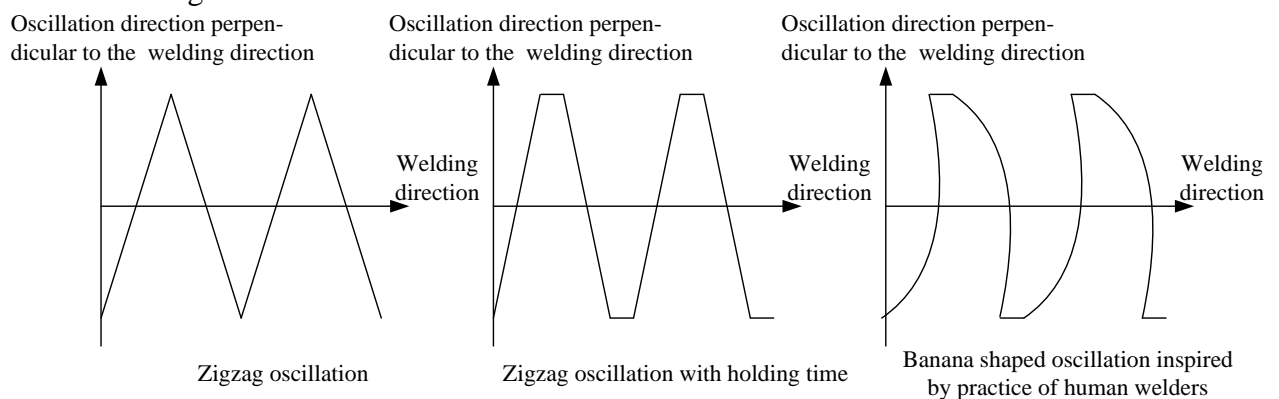 Oscillation direction perpen-
dicular to the welding direction
Welding
direction
Zigzag oscillation
Oscillation direction perpen-
dicular to the welding direction
Welding
direction
Zigzag oscillation with holding time
Oscillation direction perpen-
dicular to the welding direction
Welding
direction
Banana shaped oscillation inspired
by practice of human welders